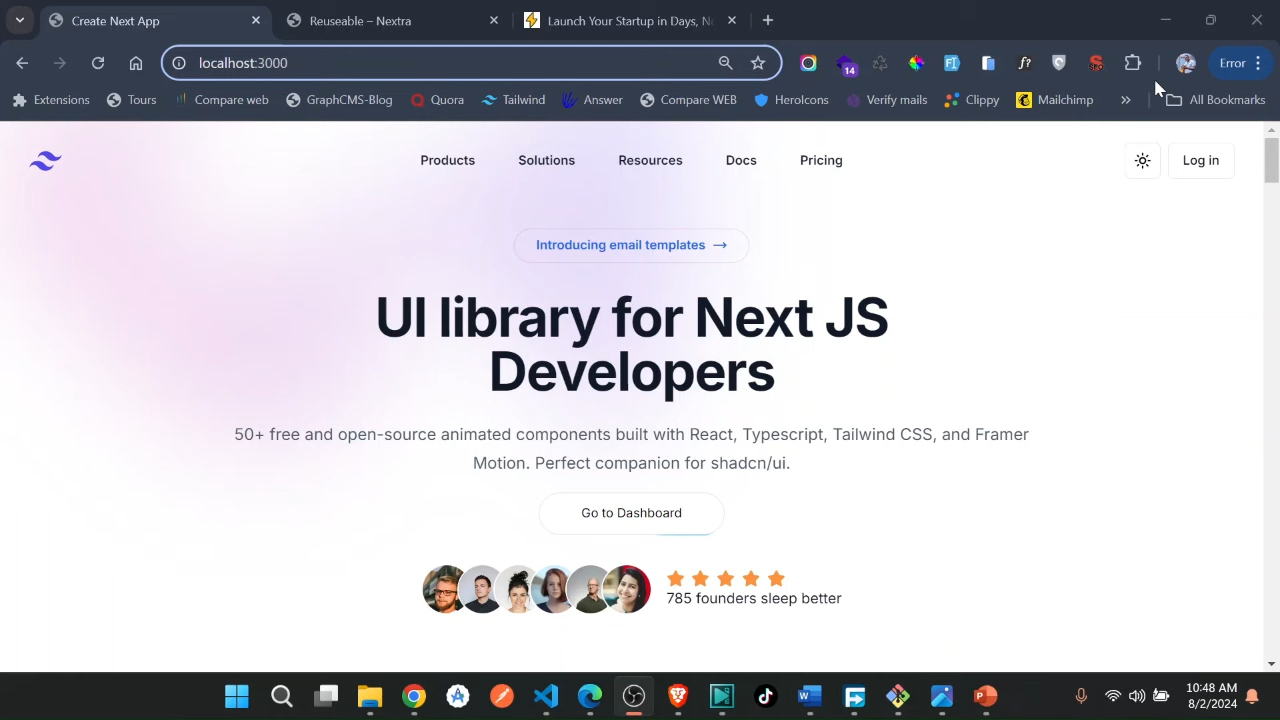 Create Next App
Reuseable – Nextra
Launch Your Startup in Days, N
localhost:3000
14
FI
f?
SEO
Error
Extensions
Tours
Compare web
GraphCMS-Blog
Quora
Tailwind
Answer
Compare WEB
HeroIcons
Verify mails
Clippy
Mailchimp
»
All Bookmarks
Products
Solutions
Resources
Docs
Pricing
Log in
Introducing email templates →
UI library for Next JS
Developers
50+ free and open-source animated components built with React, Typescript, Tailwind CSS, and Framer
Motion. Perfect companion for shadcn/ui.
Go to Dashboard
785 founders sleep better
10:48 AM
8/2/2024